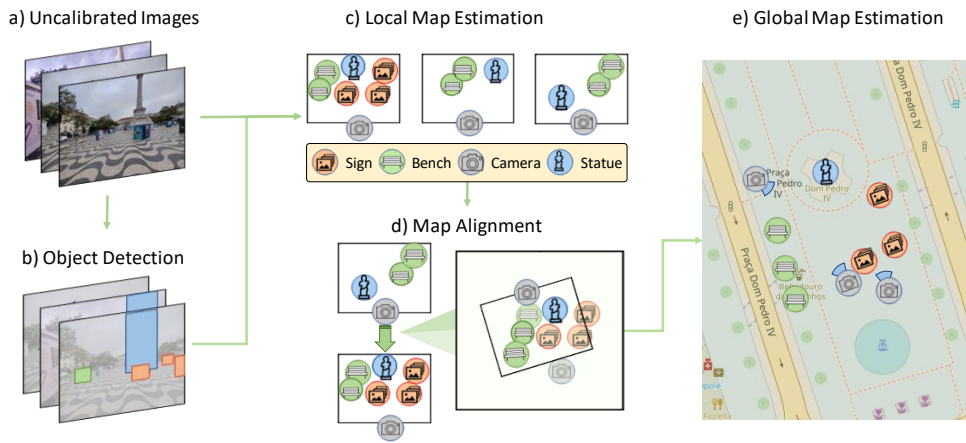 a) Uncalibrated Images
c) Local Map Estimation
e) Global Map Estimation
Sign
Bench
Camera
Statue
b) Object Detection
d) Map Alignment
Praça Dom Pedro IV
Praça
Pedro
IV
Dom Pedro
IV
Praça Dom Pedro IV
Fiorella